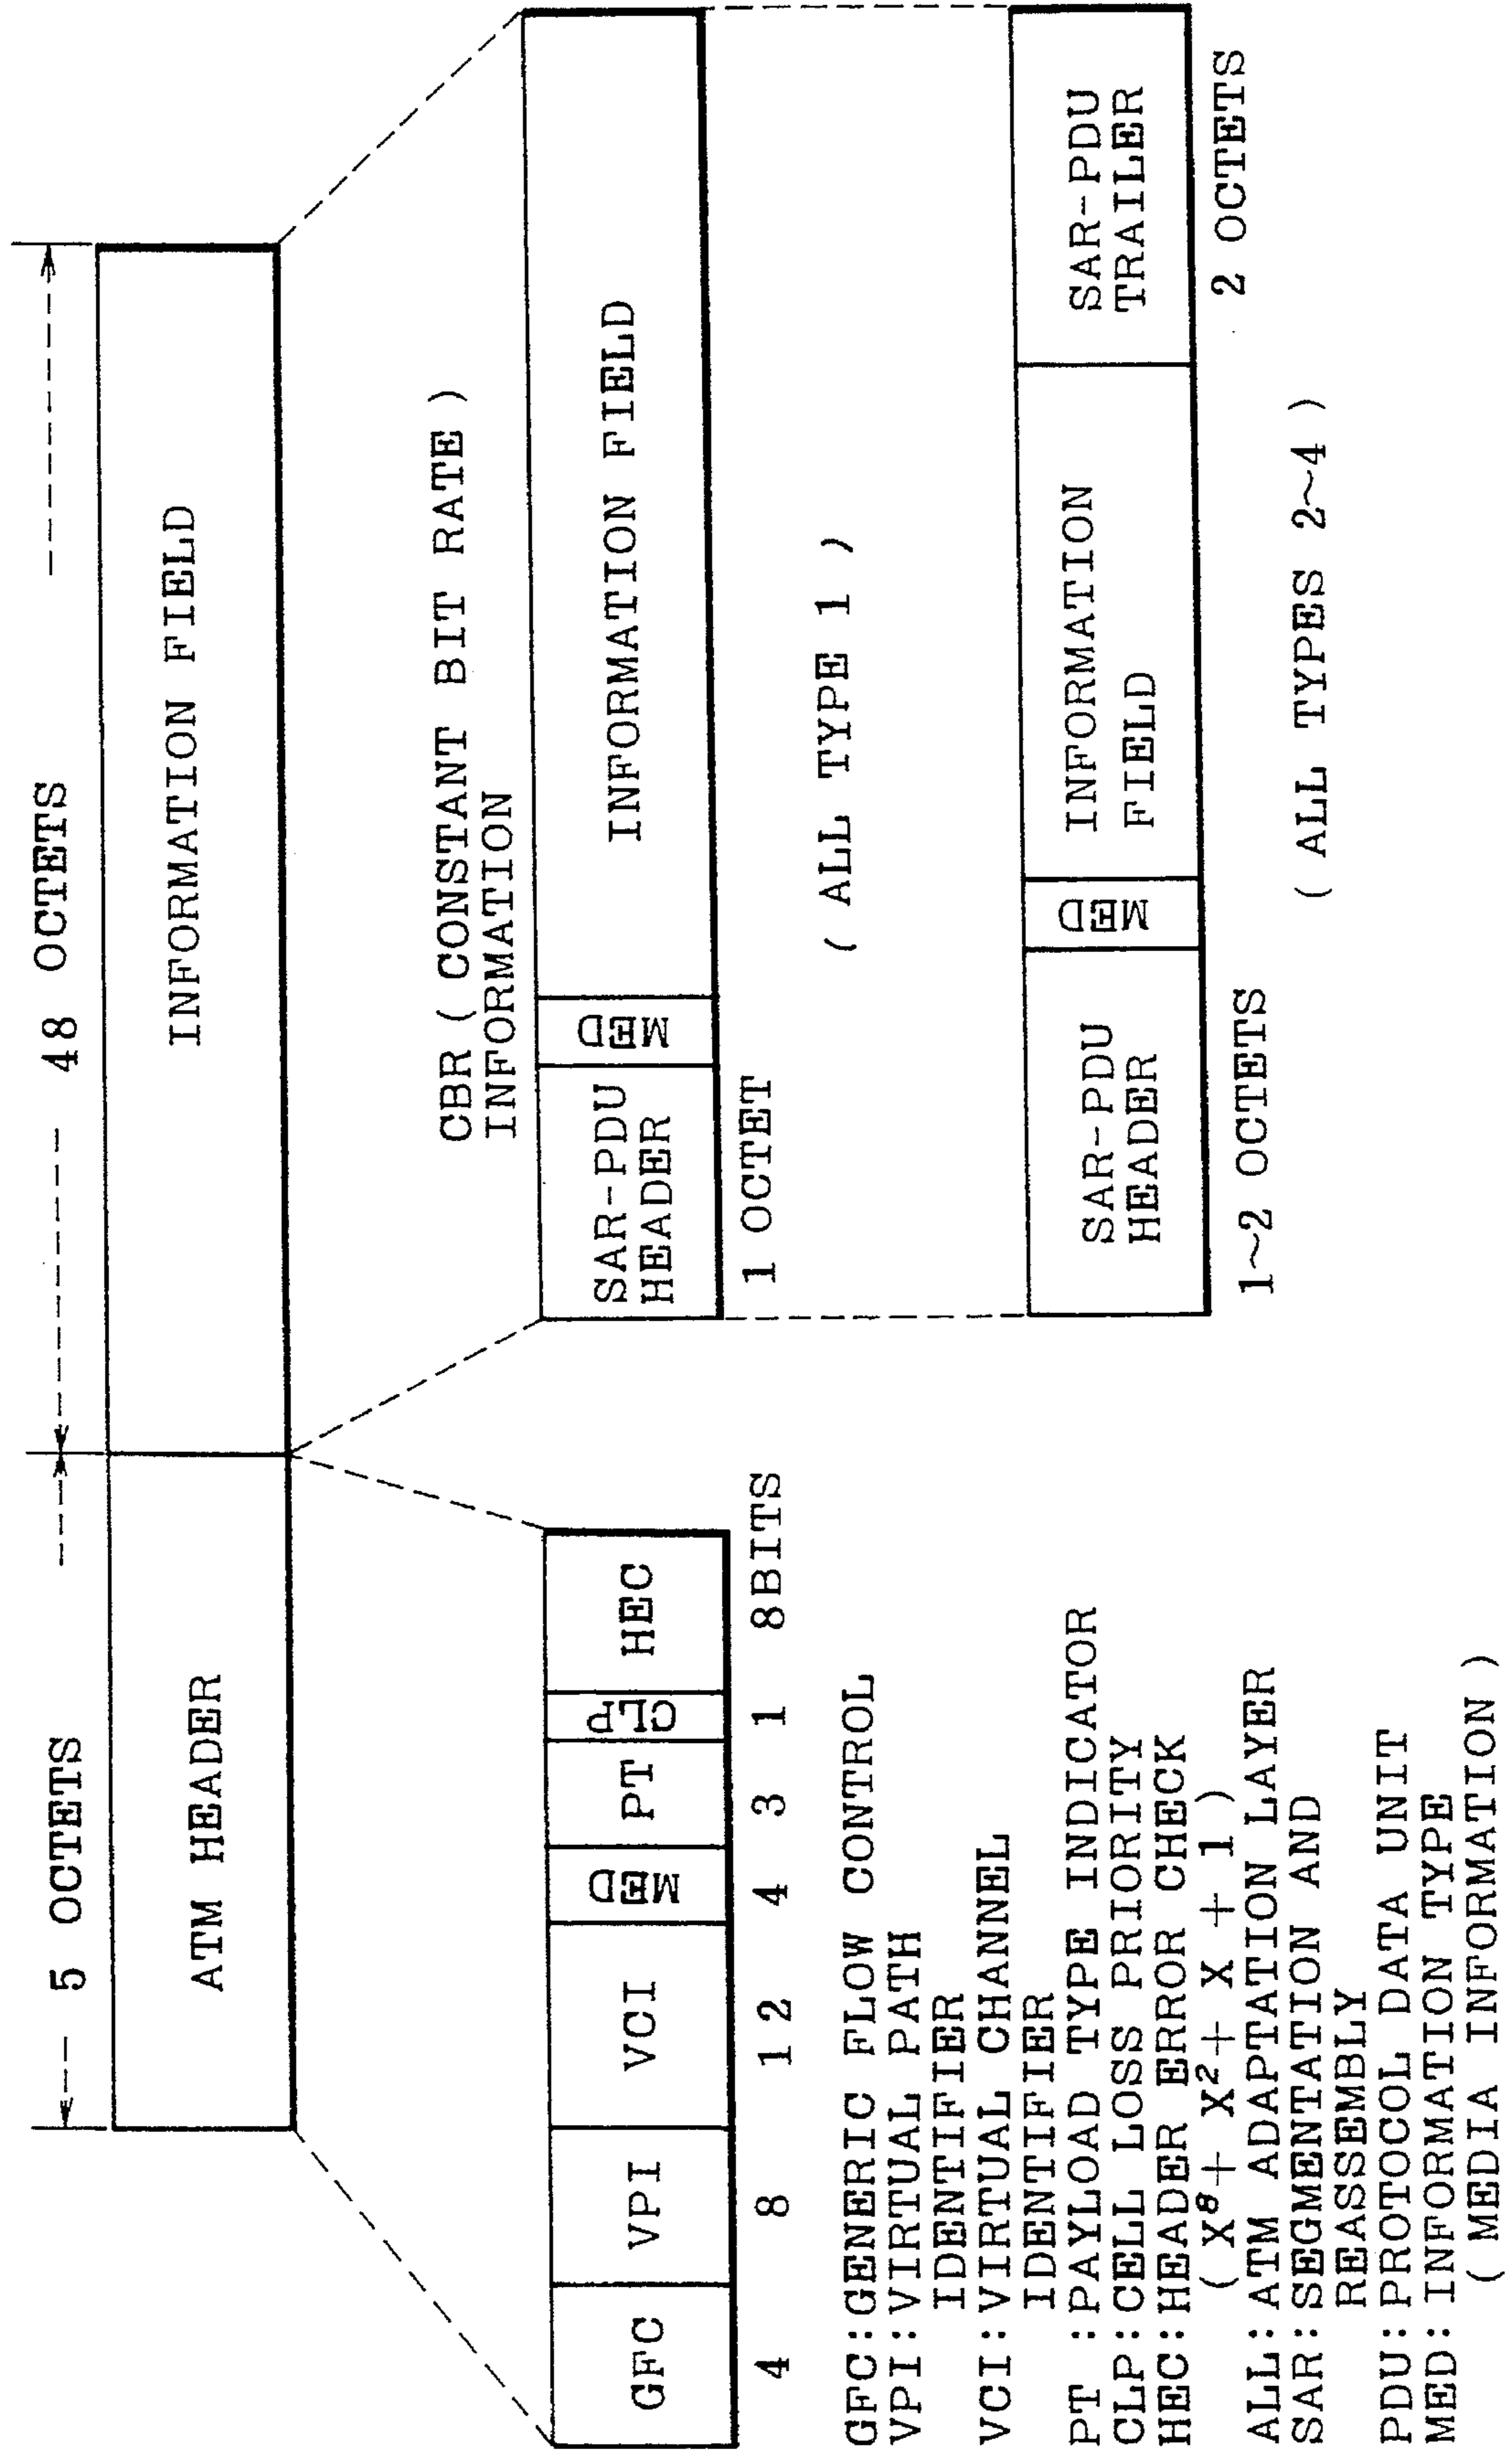 5 OCTETS
48 OCTETS
ATM HEADER
INFORMATION FIELD
CBR ( CONSTANT BIT RATE )
INFORMATION
GFC
VPI
VCI
MED
PT
CLP
HEC
4
8
12
4
3
1
8BITS
SAR-PDU
HEADER
MED
INFORMATION FIELD
1 OCTET
( ALL TYPE 1 )
SAR-PDU
HEADER
MED
INFORMATION
FIELD
SAR-PDU
TRAILER
1~2 OCTETS
2 OCTETS
( ALL TYPES 2~4 )
GFC:GENERIC FLOW CONTROL
VPI:VIRTUAL PATH
IDENTIFIER
VCI:VIRTUAL CHANNEL
IDENTIFIER
PT :PAYLOAD TYPE INDICATOR
CLP:CELL LOSS PRIORITY
HEC:HEADER ERROR CHECK
( X⁸+ X²+ X + 1 )
ALL:ATM ADAPTATION LAYER
SAR:SEGMENTATION AND
REASSEMBLY
PDU:PROTOCOL DATA UNIT
MED:INFORMATION TYPE
( MEDIA INFORMATION )